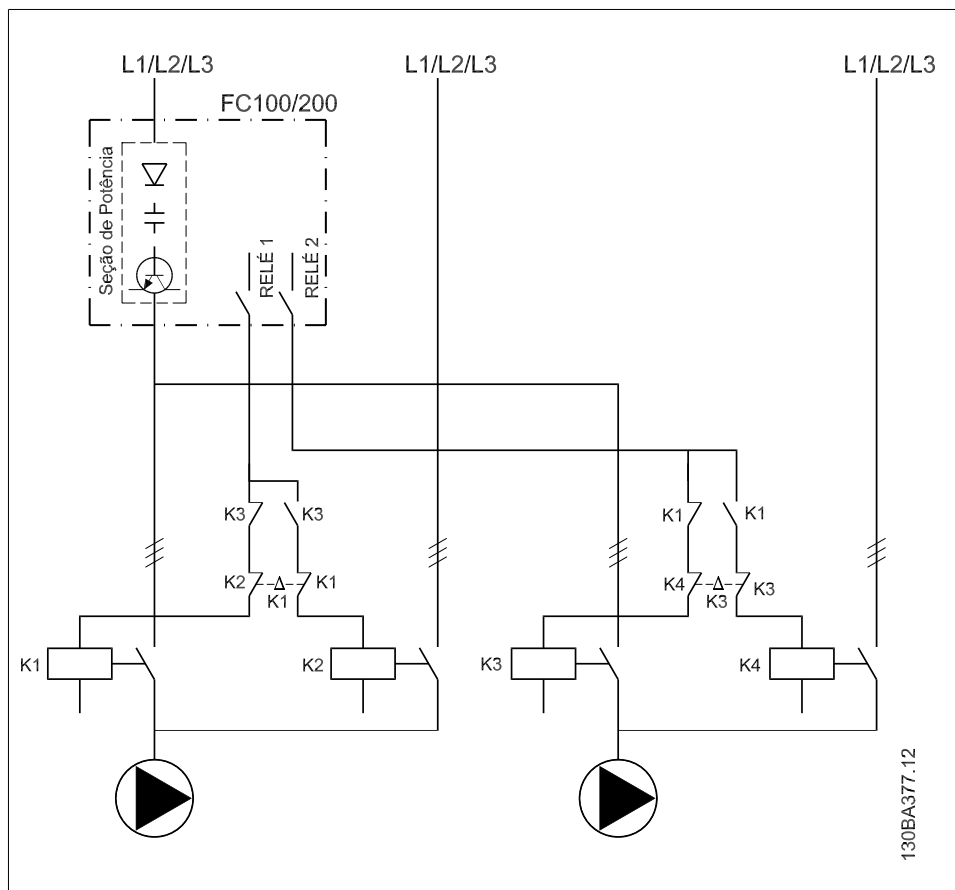 L1/L2/L3
L1/L2/L3
L1/L2/L3
FC100/200
Seção de Potência
RELÉ 1
RELÉ 2
K3
K3
K1
K1
K2
K1
K1
K4
K3
K3
K1
K2
K3
K4
130BA377.12